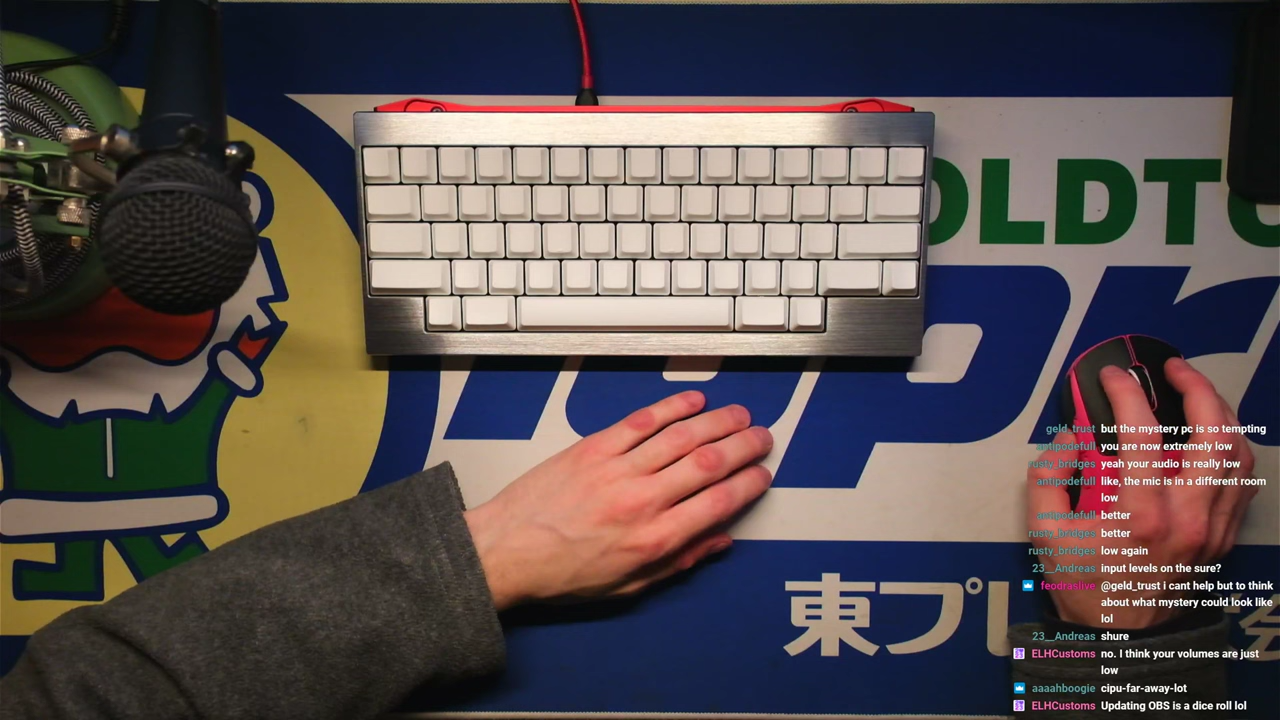 OLDTO
東プレ
geld_trust but the mystery pc is so tempting
antipodefull you are now extremely low
rusty_bridges yeah your audio is really low
antipodefull like, the mic is in a different room
low
antipodefull better
rusty_bridges better
rusty_bridges low again
23__Andreas input levels on the sure?
feodraslive @geld_trust i cant help but to think
about what mystery could look like
lol
23__Andreas shure
ELHCustoms no. I think your volumes are just
low
aaaahboogie cipu-far-away-lot
ELHCustoms Updating OBS is a dice roll lol